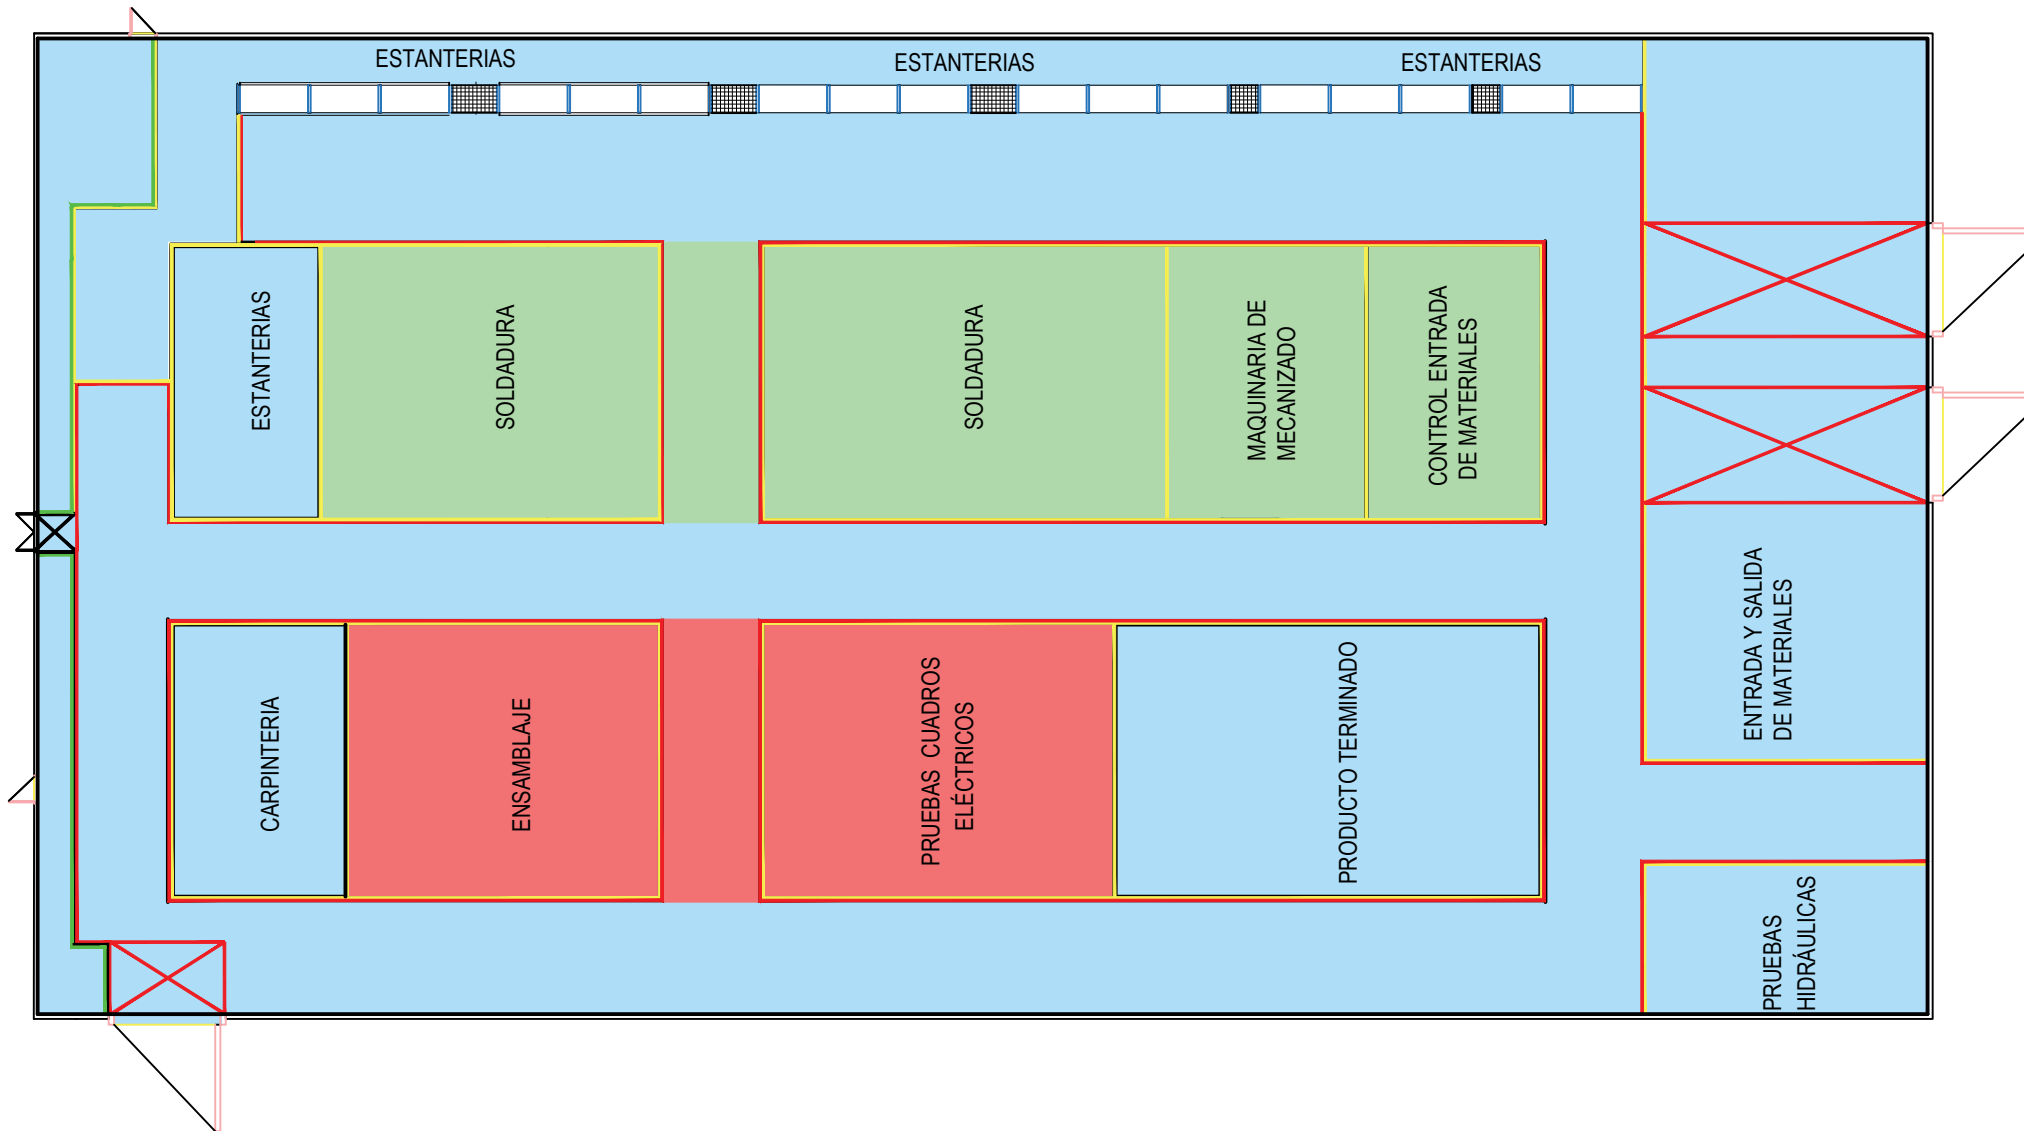 ESTANTERIAS
ESTANTERIAS
ESTANTERIAS
ESTANTERIAS
SOLDADURA
SOLDADURA
MAQUINARIA DE
MECANIZADO
CONTROL ENTRADA
DE MATERIALES
CARPINTERIA
ENSAMBLAJE
PRUEBAS CUADROS
ELÉCTRICOS
PRODUCTO TERMINADO
ENTRADA Y SALIDA
DE MATERIALES
PRUEBAS
HIDRÁULICAS